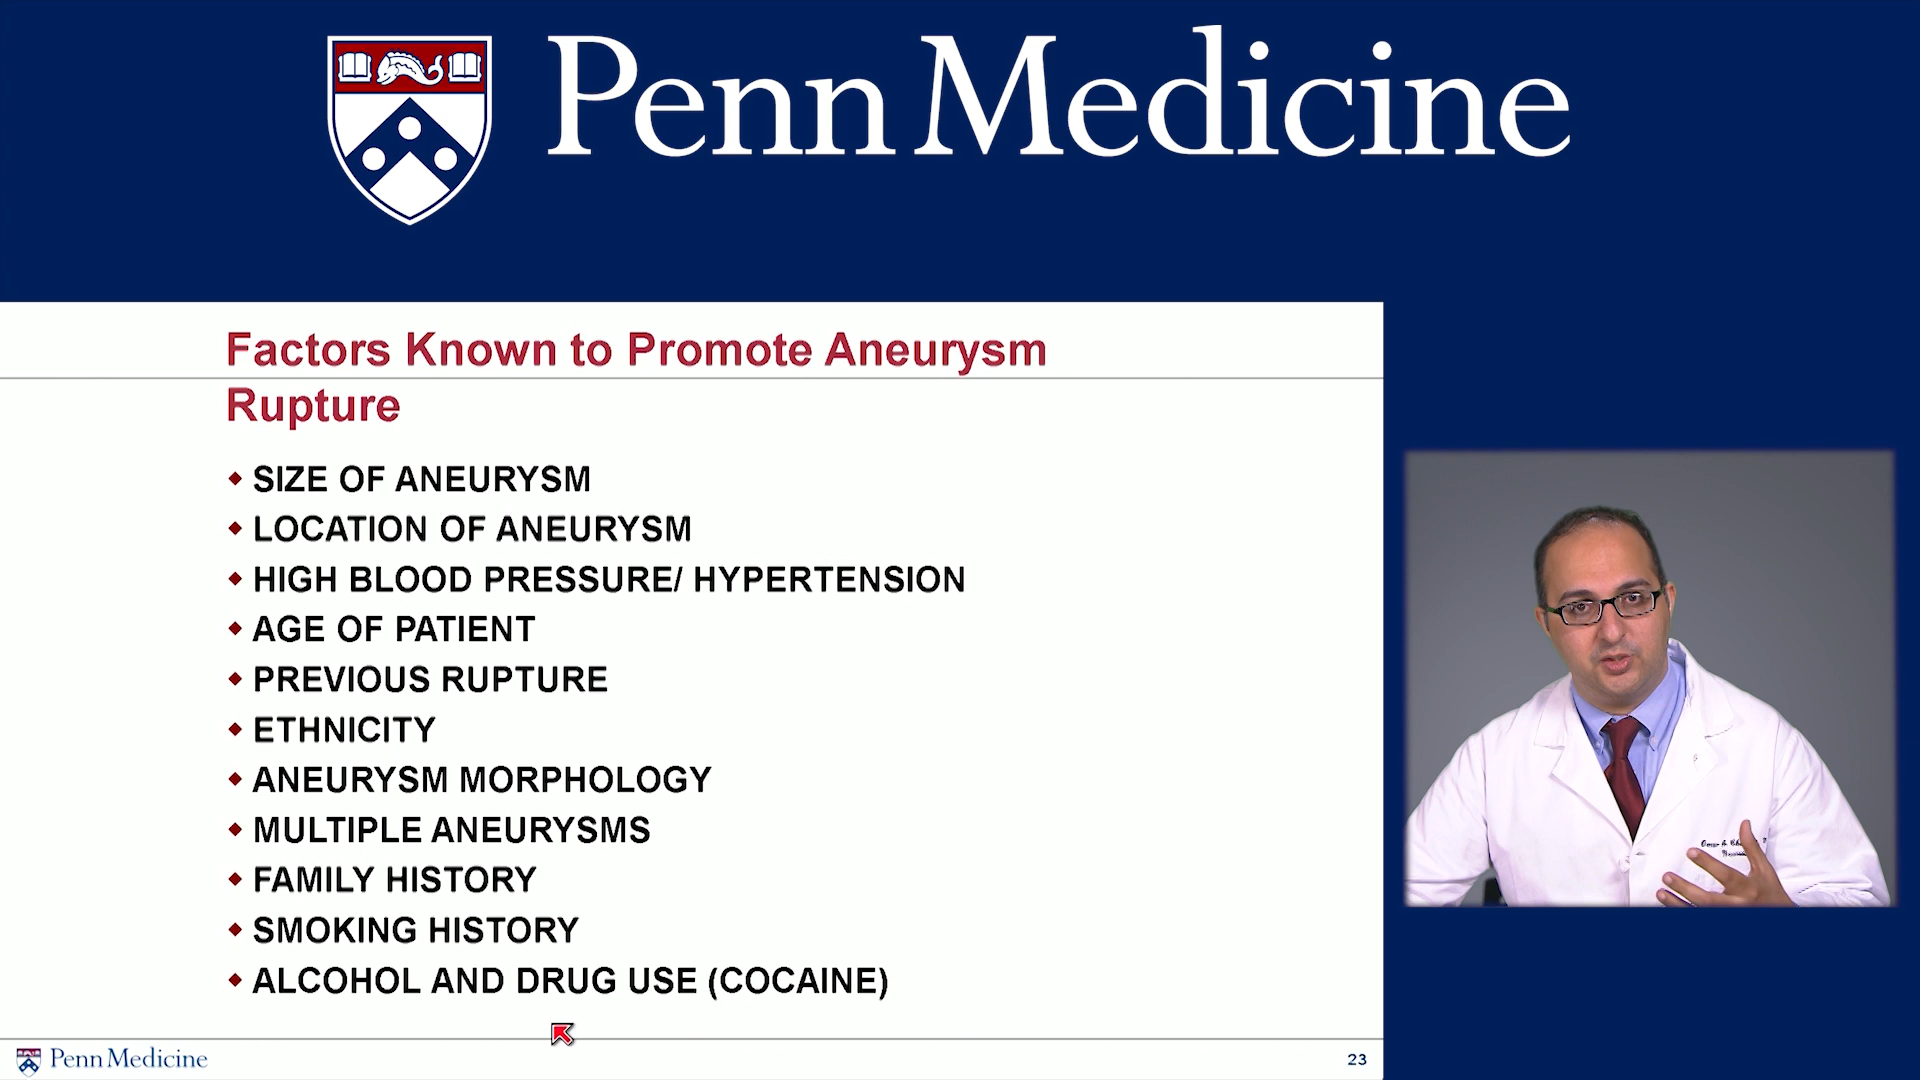 Penn Medicine
Factors Known to Promote Aneurysm
Rupture
SIZE OF ANEURYSM
LOCATION OF ANEURYSM
HIGH BLOOD PRESSURE/ HYPERTENSION
AGE OF PATIENT
PREVIOUS RUPTURE
ETHNICITY
ANEURYSM MORPHOLOGY
MULTIPLE ANEURYSMS
FAMILY HISTORY
SMOKING HISTORY
ALCOHOL AND DRUG USE (COCAINE)
Penn Medicine
23